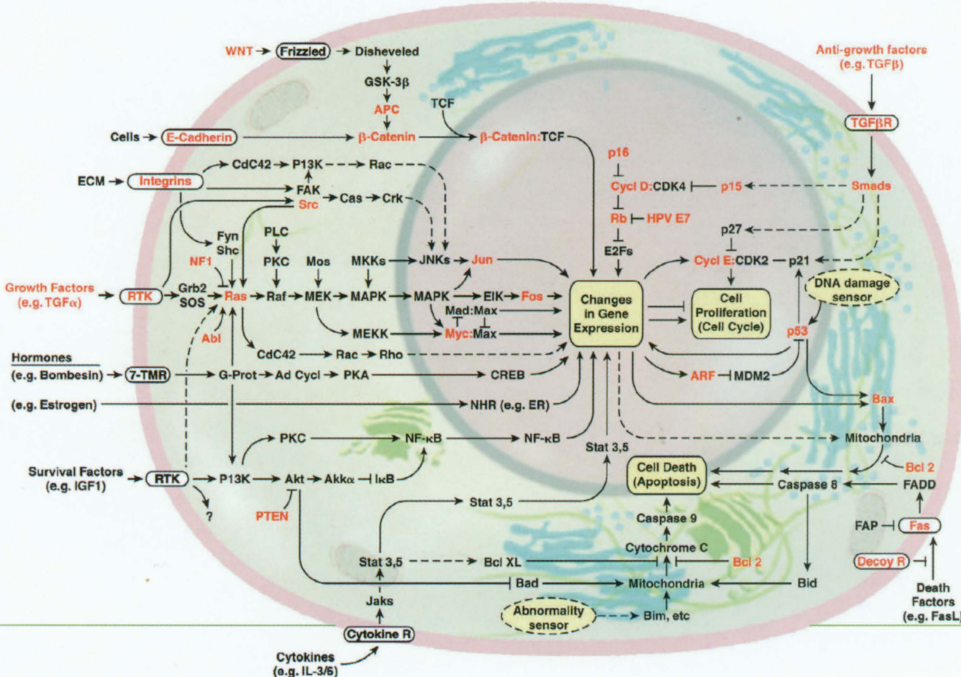 WNT
Frizzled
Disheveled
GSK-3β
APC
TCF
Cells
E-Cadherin
β-Catenin
β-Catenin:TCF
Anti-growth factors
(e.g. TGFβ)
TGFβR
Smads
p16
Cycl D:CDK4
p15
Rb
HPV E7
E2Fs
p27
Cycl E:CDK2
p21
DNA damage
sensor
p53
CdC42
P13K
Rac
ECM
Integrins
FAK
Src
Cas
Crk
Fyn
Shc
PLC
NF1
PKC
Mos
MKKs
JNKs
Jun
Growth Factors
(e.g. TGFα)
RTK
Grb2
SOS
Ras
Raf
MEK
MAPK
MAPK
ElK
Fos
Mad:Max
Abl
MEKK
Myc:Max
Changes
in Gene
Expression
Cell
Proliferation
(Cell Cycle)
CdC42
Rac
Rho
Hormones
(e.g. Bombesin)
7-TMR
G-Prot
Ad Cycl
PKA
CREB
ARF
MDM2
Bax
(e.g. Estrogen)
NHR (e.g. ER)
PKC
NF-κB
NF-κB
Stat 3,5
Mitochondria
Survival Factors
(e.g. IGF1)
RTK
P13K
Akt
Akkα
IκB
?
PTEN
Cell Death
(Apoptosis)
Bcl 2
Caspase 8
FADD
Stat 3,5
Caspase 9
FAP
Fas
Cytochrome C
Stat 3,5
Bcl XL
Bcl 2
Decoy R
Bad
Mitochondria
Bid
Death
Factors
(e.g. FasL)
Jaks
Abnormality
sensor
Bim, etc
Cytokine R
Cytokines
(e.g. IL-3/6)